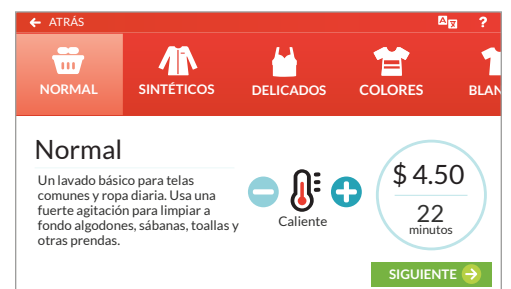 ← ATRÁS
A ?
NORMAL SINTÉTICOS DELICADOS COLORES BLAN
Normal
Un lavado básico para telas
comunes y ropa diaria. Usa una
fuerte agitación para limpiar a
fondo algodones, sábanas, toallas y
otras prendas.
Caliente
$ 4.50
22
minutos
SIGUIENTE →